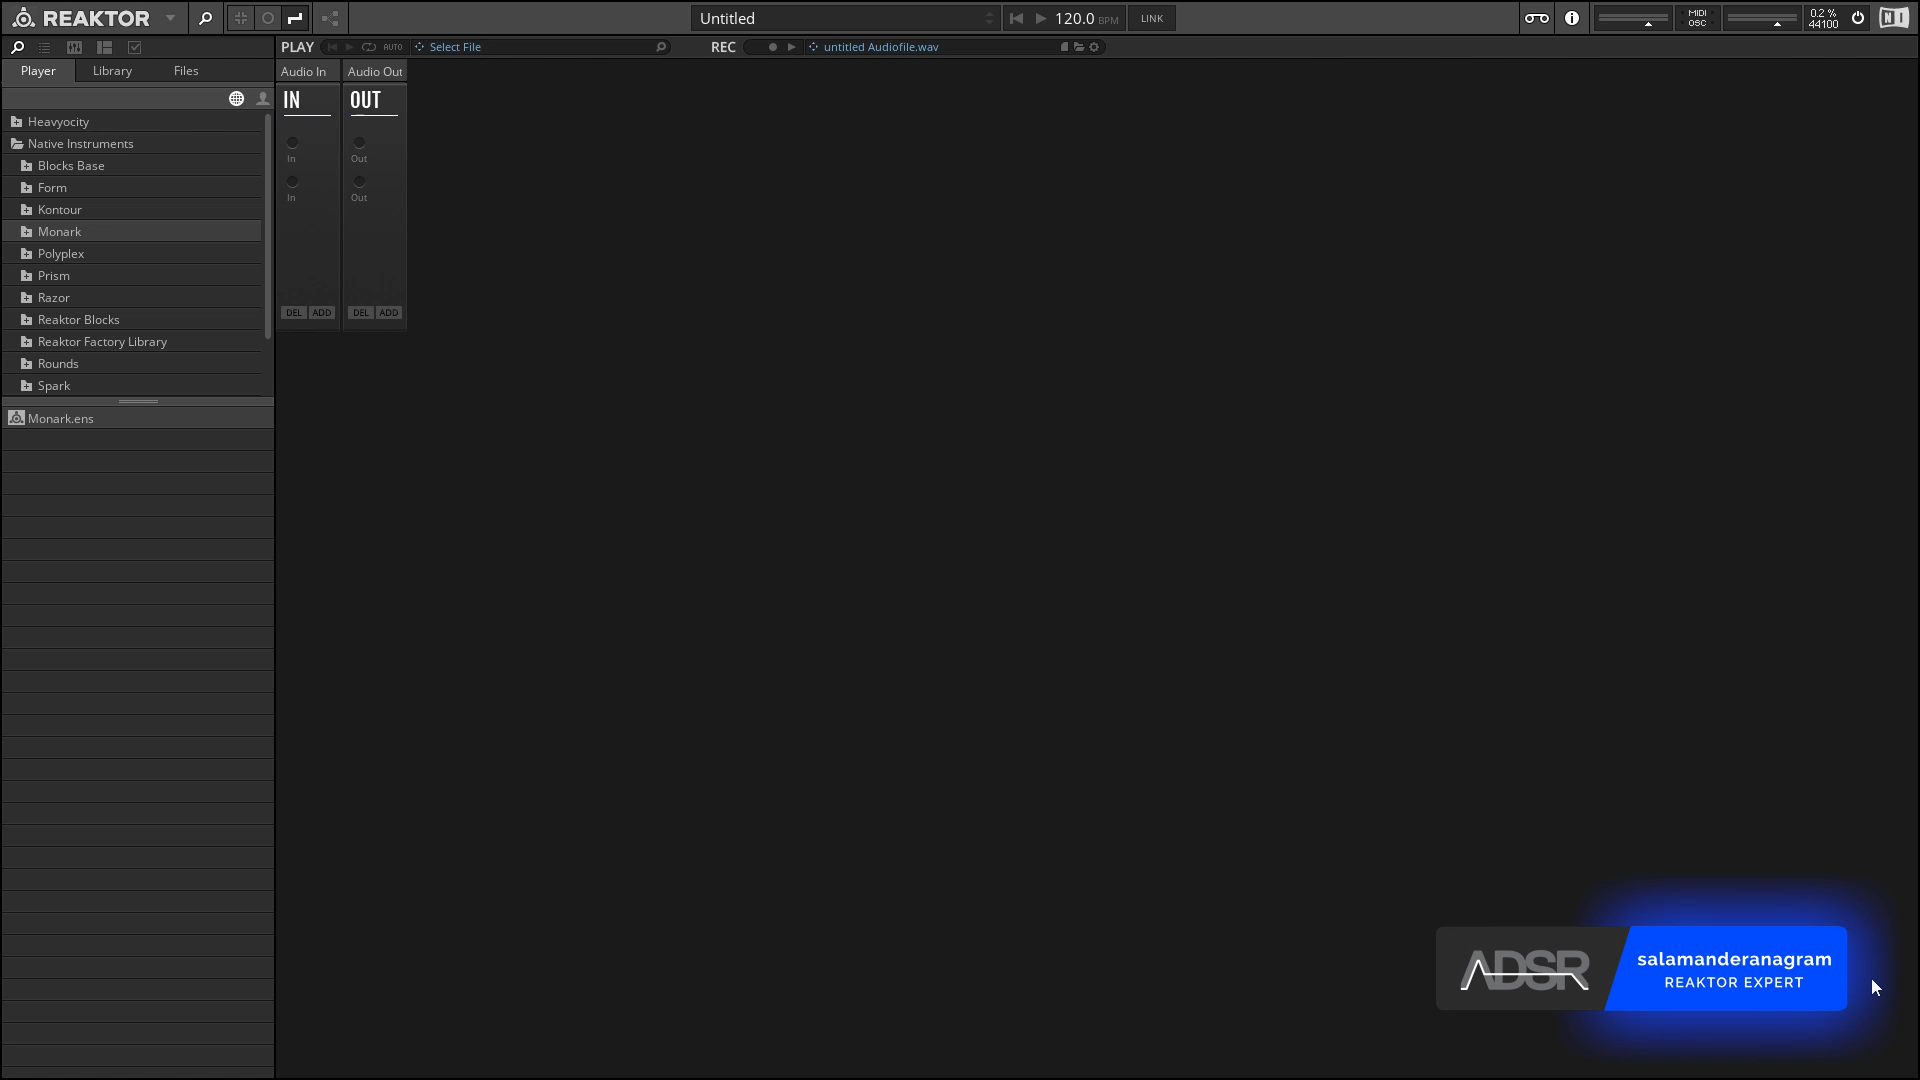 REAKTOR
Untitled
120.0 BPM
LINK
MIDI
OSC
0.2 %
44100
NI
PLAY
AUTO
Select File
REC
untitled Audiofile.wav
Player
Library
Files
Audio In
Audio Out
IN
OUT
In
Out
In
Out
DEL
ADD
DEL
ADD
Heavyocity
Native Instruments
Blocks Base
Form
Kontour
Monark
Polyplex
Prism
Razor
Reaktor Blocks
Reaktor Factory Library
Rounds
Spark
Monark.ens
ADSR
salamanderanagram
REAKTOR EXPERT